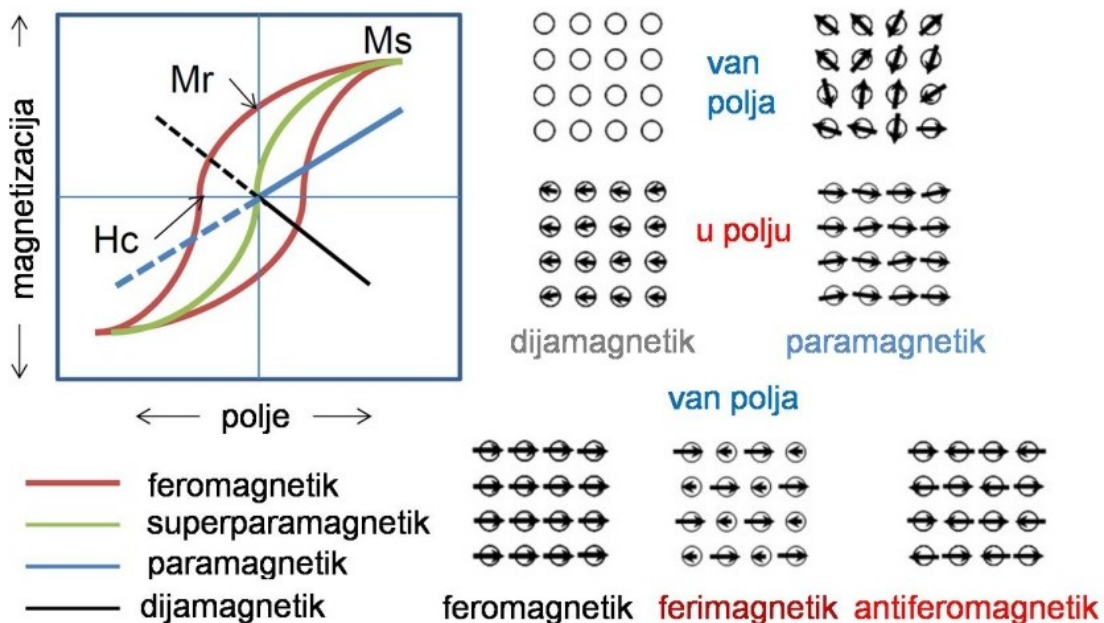 magnetizacija
Ms
Mr
Hc
polje
feromagnetik
superparamagnetik
paramagnetik
dijamagnetik
van
polja
u polju
dijamagnetik
paramagnetik
van polja
feromagnetik
ferimagnetik
antiferomagnetik